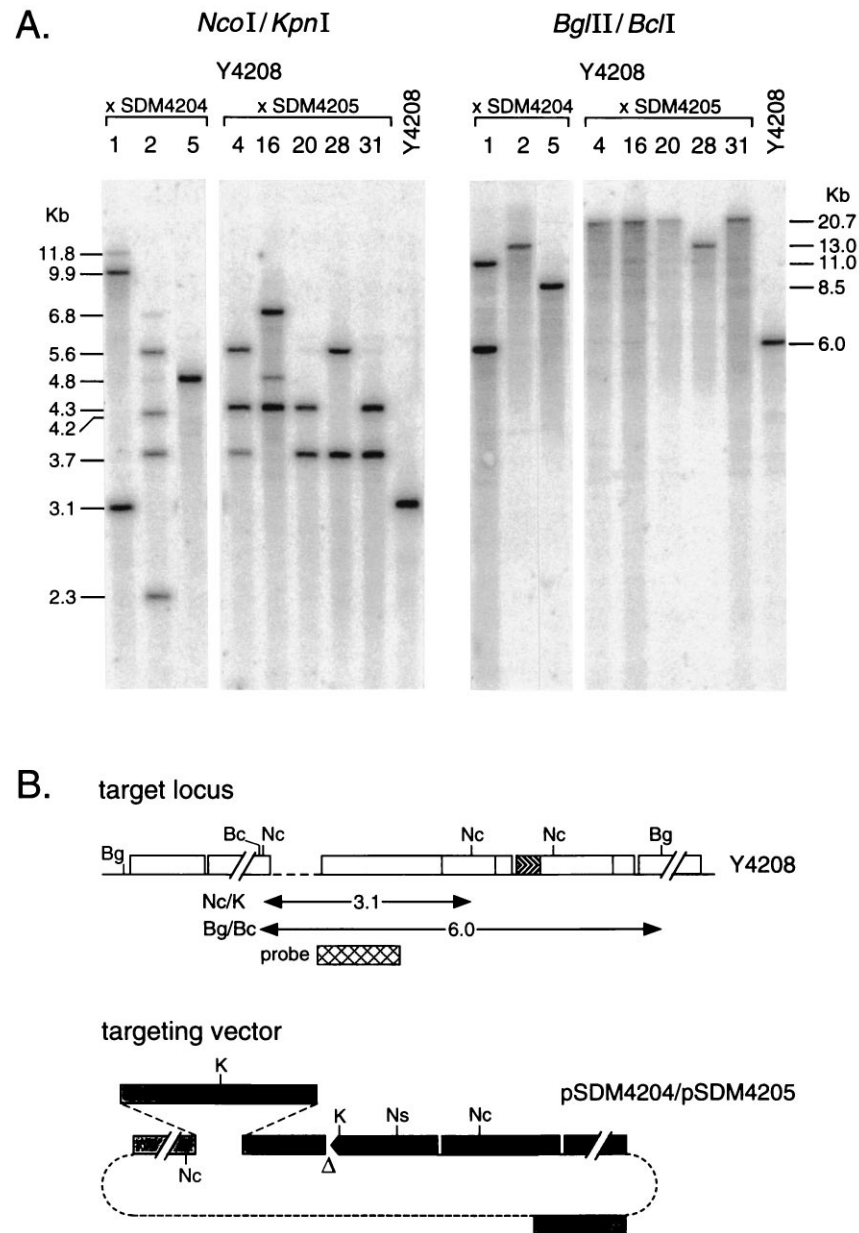 A.
NcoI/KpnI
BglII/BclI
Y4208
Y4208
x SDM4204
x SDM4205
Y4208
x SDM4204
x SDM4205
Y4208
1 2 5 4 16 20 28 31
1 2 5 4 16 20 28 31
Kb
11.8
9.9
6.8
5.6
4.8
4.3
4.2
3.7
3.1
2.3
Kb
20.7
13.0
11.0
8.5
6.0
B.
target locus
Bg Bc Nc Nc Nc Bg
Y4208
Nc/K 3.1
Bg/Bc 6.0
probe
targeting vector
K
pSDM4204/pSDM4205
K Ns Nc
Nc
Δ